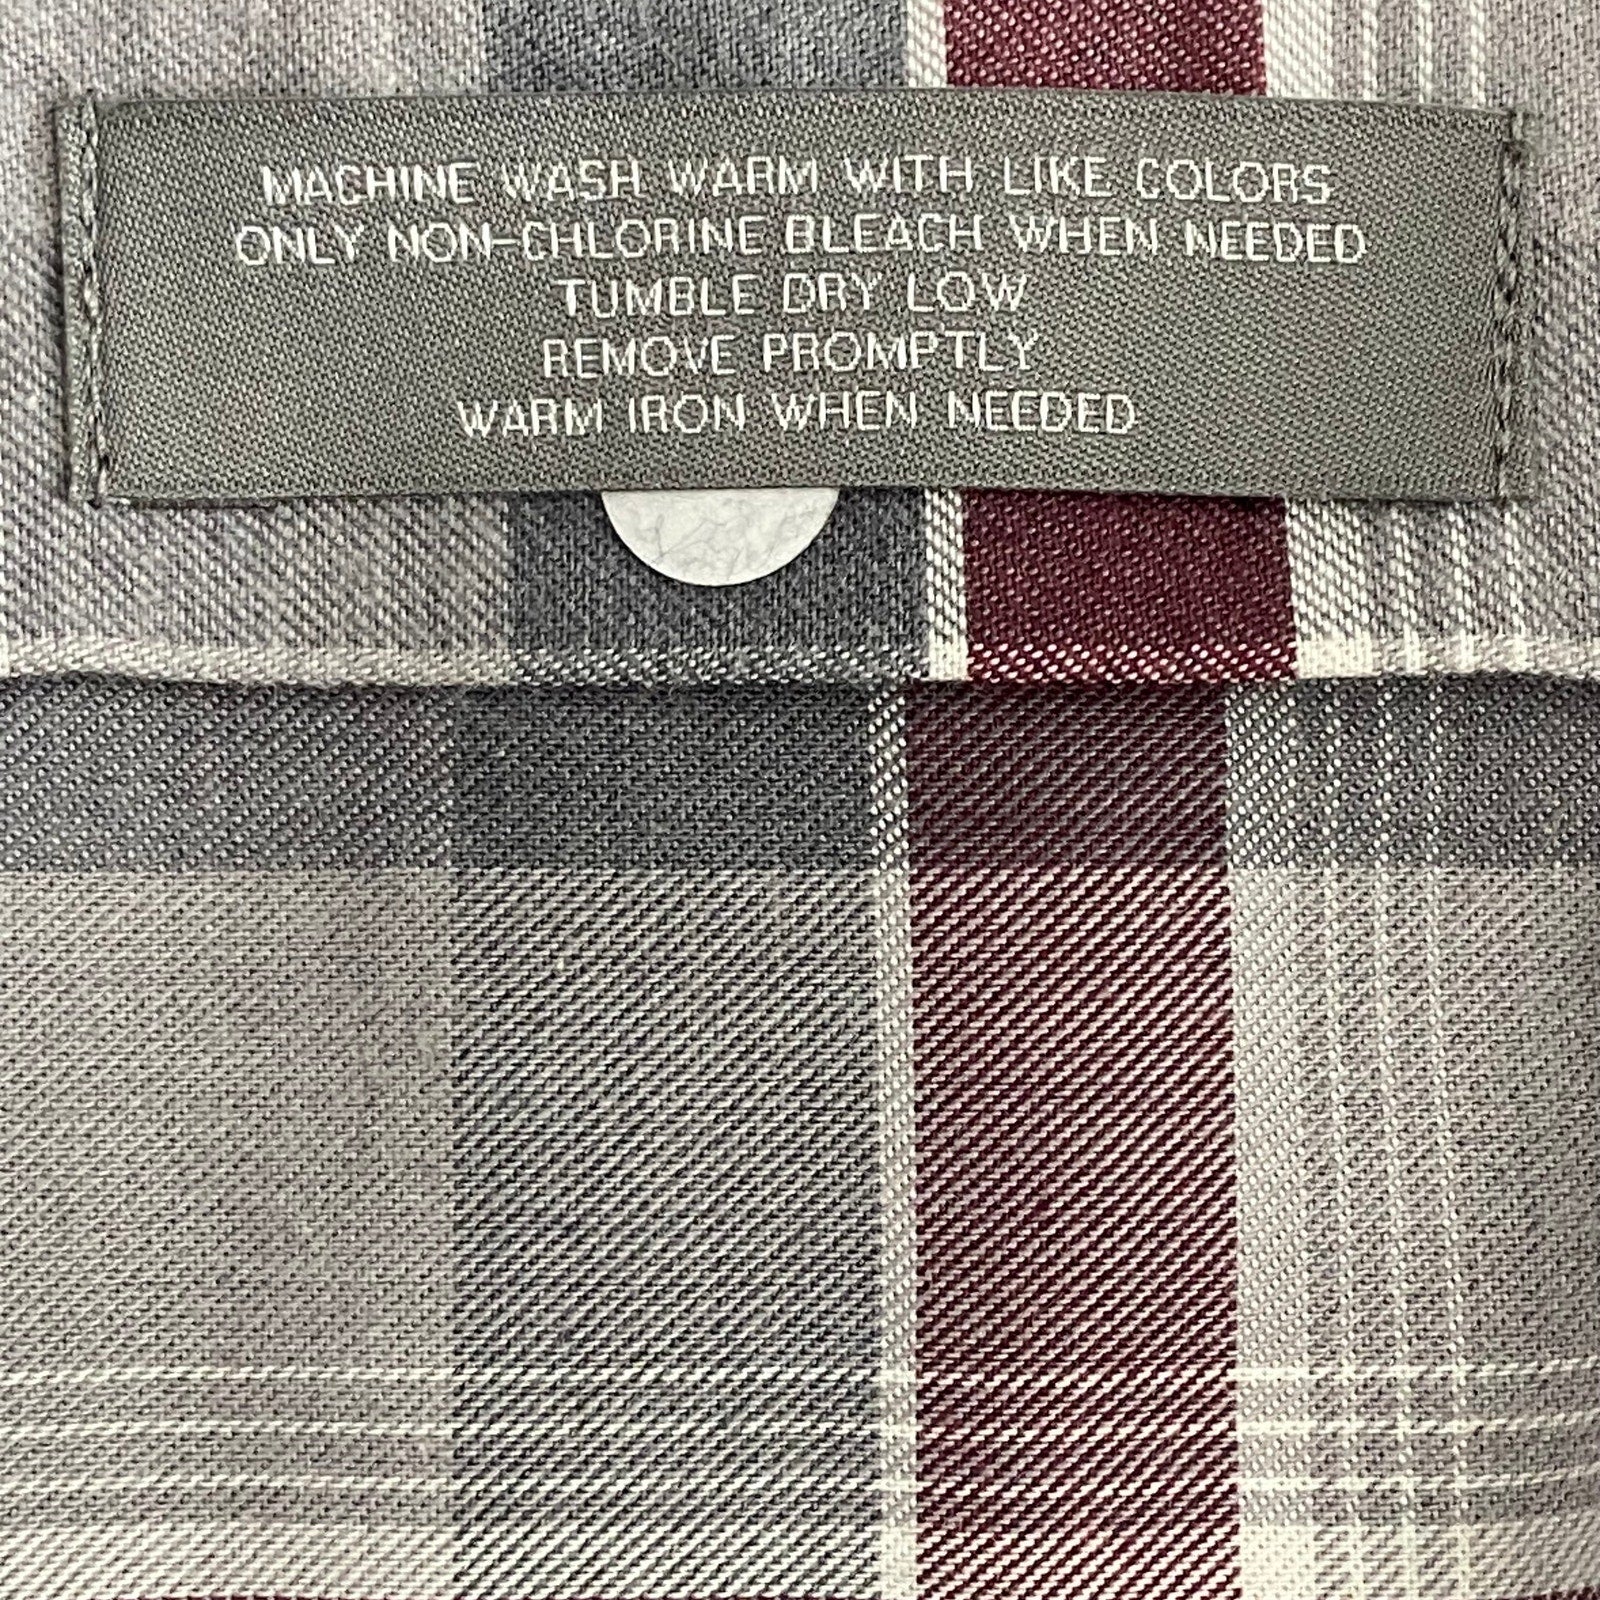 MACHINE WASH WARM WITH LIKE COLORS
ONLY NON-CHLORINE BLEACH WHEN NEEDED
TUMBLE DRY LOW
REMOVE PROMPTLY
WARM IRON WHEN NEEDED